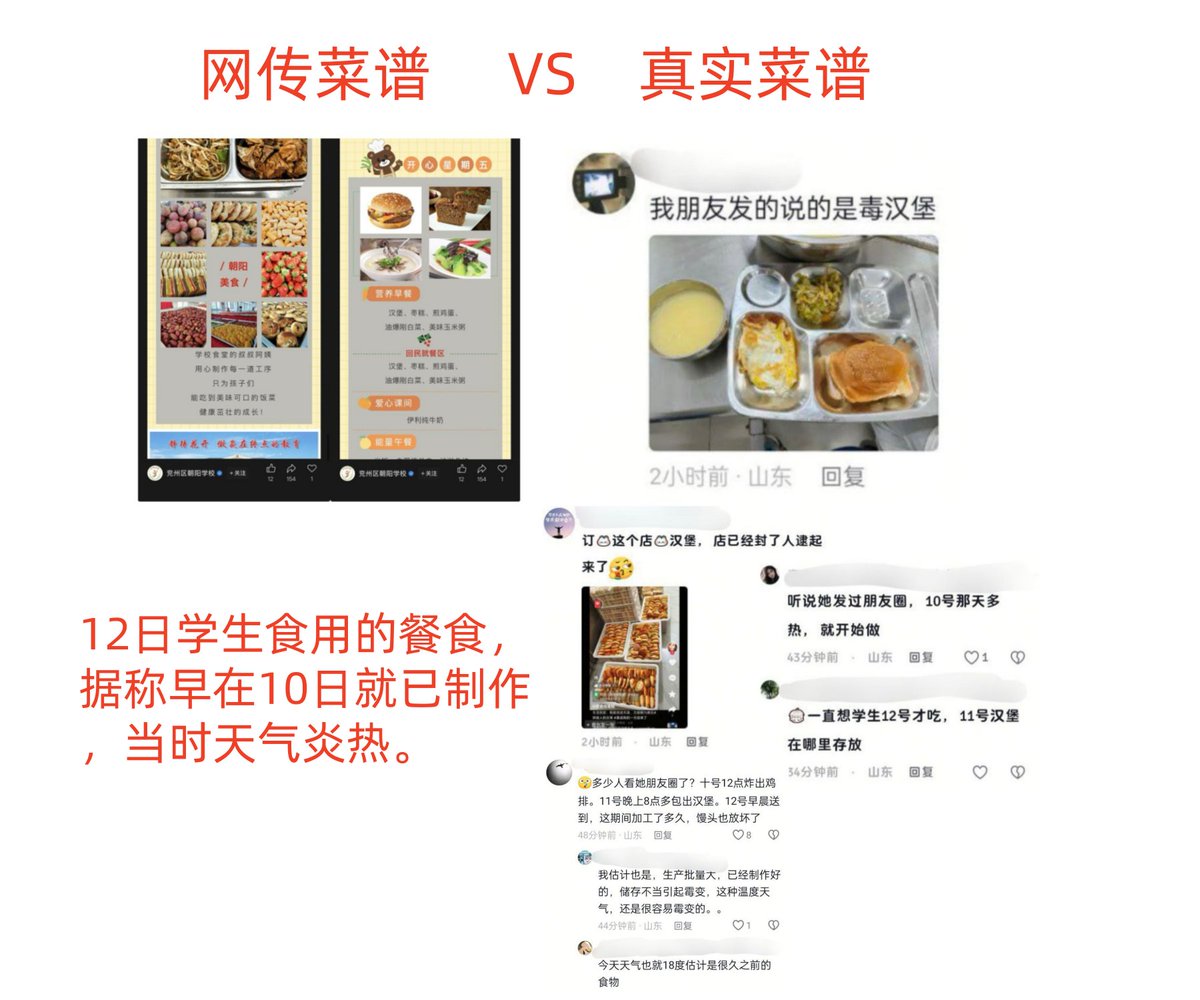 网传菜谱 VS 真实菜谱
/ 朝阳
美食 /
学校食堂的叔叔阿姨
用心制作每一道工序
只为孩子们
能吃到美味可口的饭菜
健康茁壮的成长!
静待花开 做赢在终点的教育
兖州区朝阳学校
+关注
12
154
1
开心星期五
营养早餐
汉堡、枣糕、煎鸡蛋、
油爆刚白菜、美味玉米粥
回民就餐区
汉堡、枣糕、煎鸡蛋、
油爆刚白菜、美味玉米粥
爱心课间
伊利纯牛奶
能量午餐
兖州区朝阳学校
+关注
12
154
1
我朋友发的说的是毒汉堡
2小时前 · 山东 回复
12日学生食用的餐食，
据称早在10日就已制作
，当时天气炎热。
订这个店汉堡，店已经封了人逮起
来了
2小时前 · 山东 回复
听说她发过朋友圈，10号那天多
热，就开始做
43分钟前 · 山东 回复 1
一直想学生12号才吃，11号汉堡
在哪里存放
34分钟前 · 山东 回复
多少人看她朋友圈了？十号12点炸出鸡
排。11号晚上8点多包出汉堡。12号早晨送
到，这期间加工了多久，馒头也放坏了
48分钟前 · 山东 回复 8
我估计也是，生产批量大，已经制作好
的，储存不当引起霉变，这种温度天
气，还是很容易霉变的。。
44分钟前 · 山东 回复 1
今天天气也就18度估计是很久之前的
食物